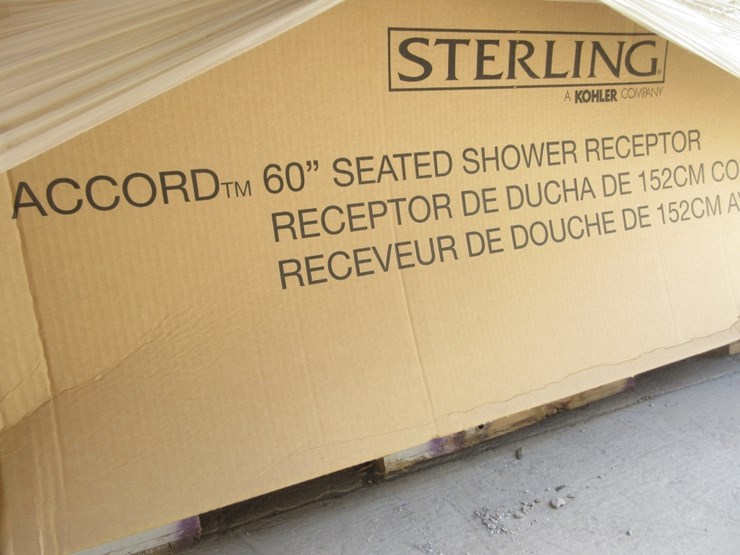 STERLING
A KOHLER COMPANY
ACCORD™ 60" SEATED SHOWER RECEPTOR
RECEPTOR DE DUCHA DE 152CM
RECEVEUR DE DOUCHE DE 152CM